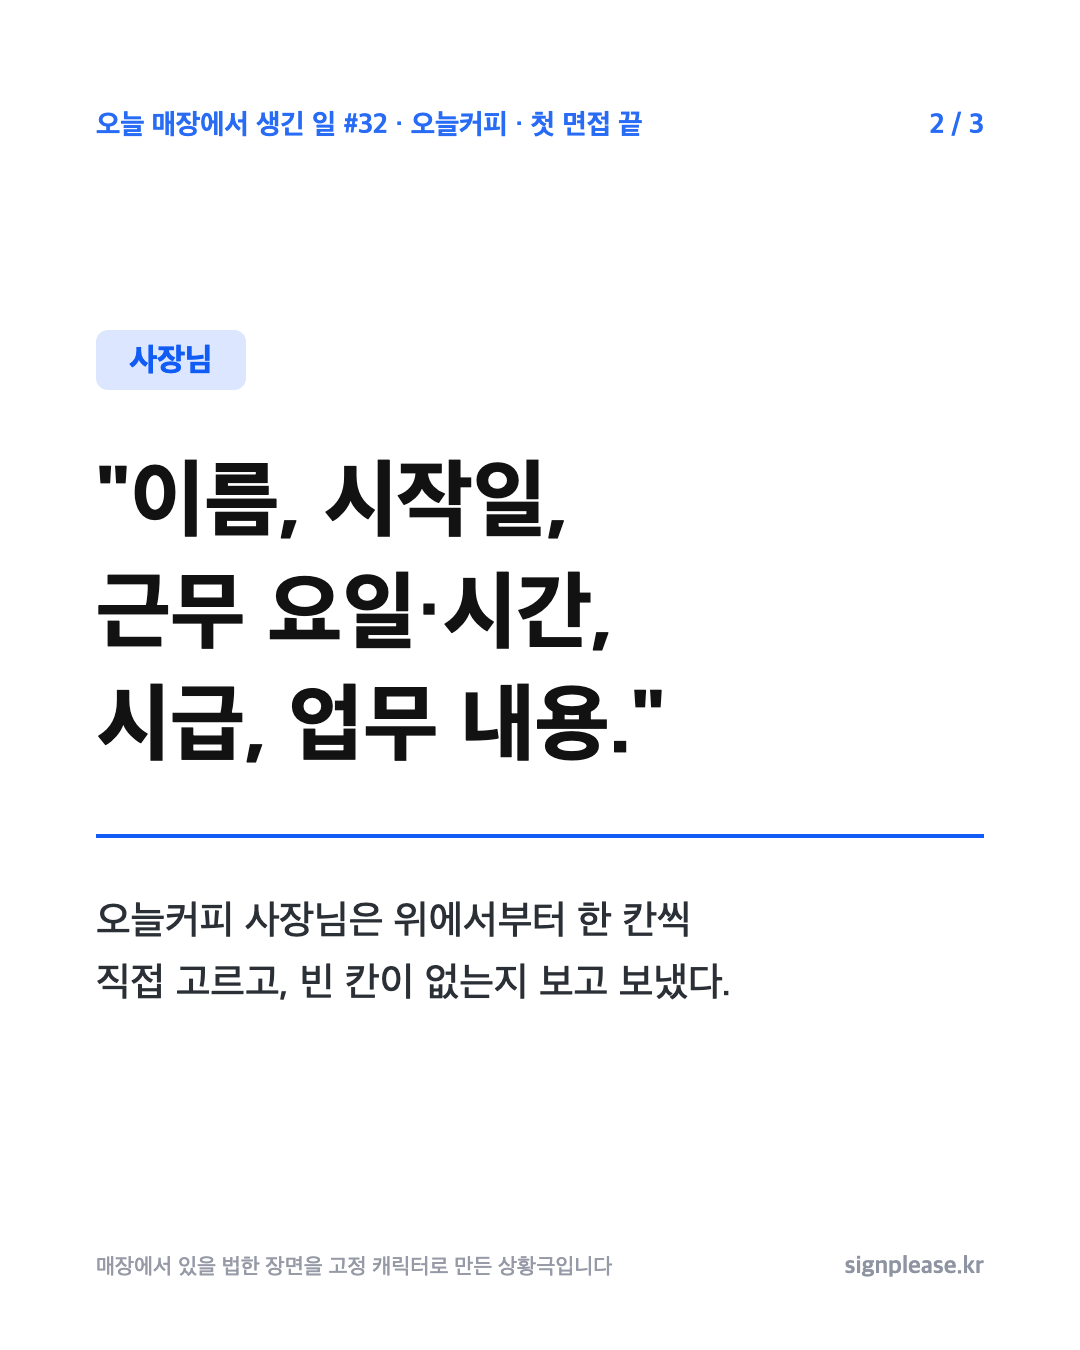 오늘 매장에서 생긴 일 #32 · 오늘커피 · 첫 면접 끝
2 / 3
사장님
"이름, 시작일,
근무 요일·시간,
시급, 업무 내용."
오늘커피 사장님은 위에서부터 한 칸씩
직접 고르고, 빈 칸이 없는지 보고 보냈다.
매장에서 있을 법한 장면을 고정 캐릭터로 만든 상황극입니다
signplease.kr